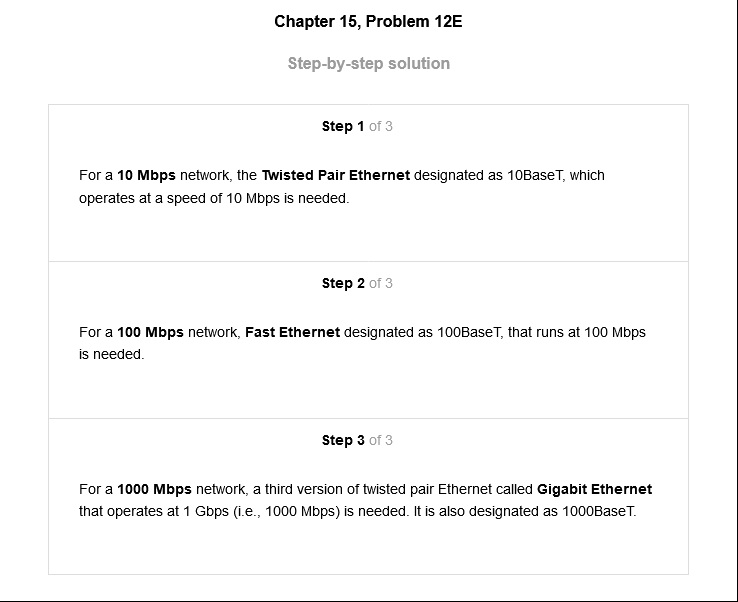 Chapter 15, Problem 12E
Step-by-step solution
Step 1 of 3
For a 10 Mbps network, the Twisted Pair Ethernet designated as 10BaseT, which
operates at a speed of 10 Mbps is needed.
Step 2 of 3
For a 100 Mbps network, Fast Ethernet designated as 100BaseT, that runs at 100 Mbps
is needed.
Step 3 of 3
For a 1000 Mbps network, a third version of twisted pair Ethernet called Gigabit Ethernet
that operates at 1 Gbps (i.e., 1000 Mbps) is needed. It is also designated as 1000BaseT.